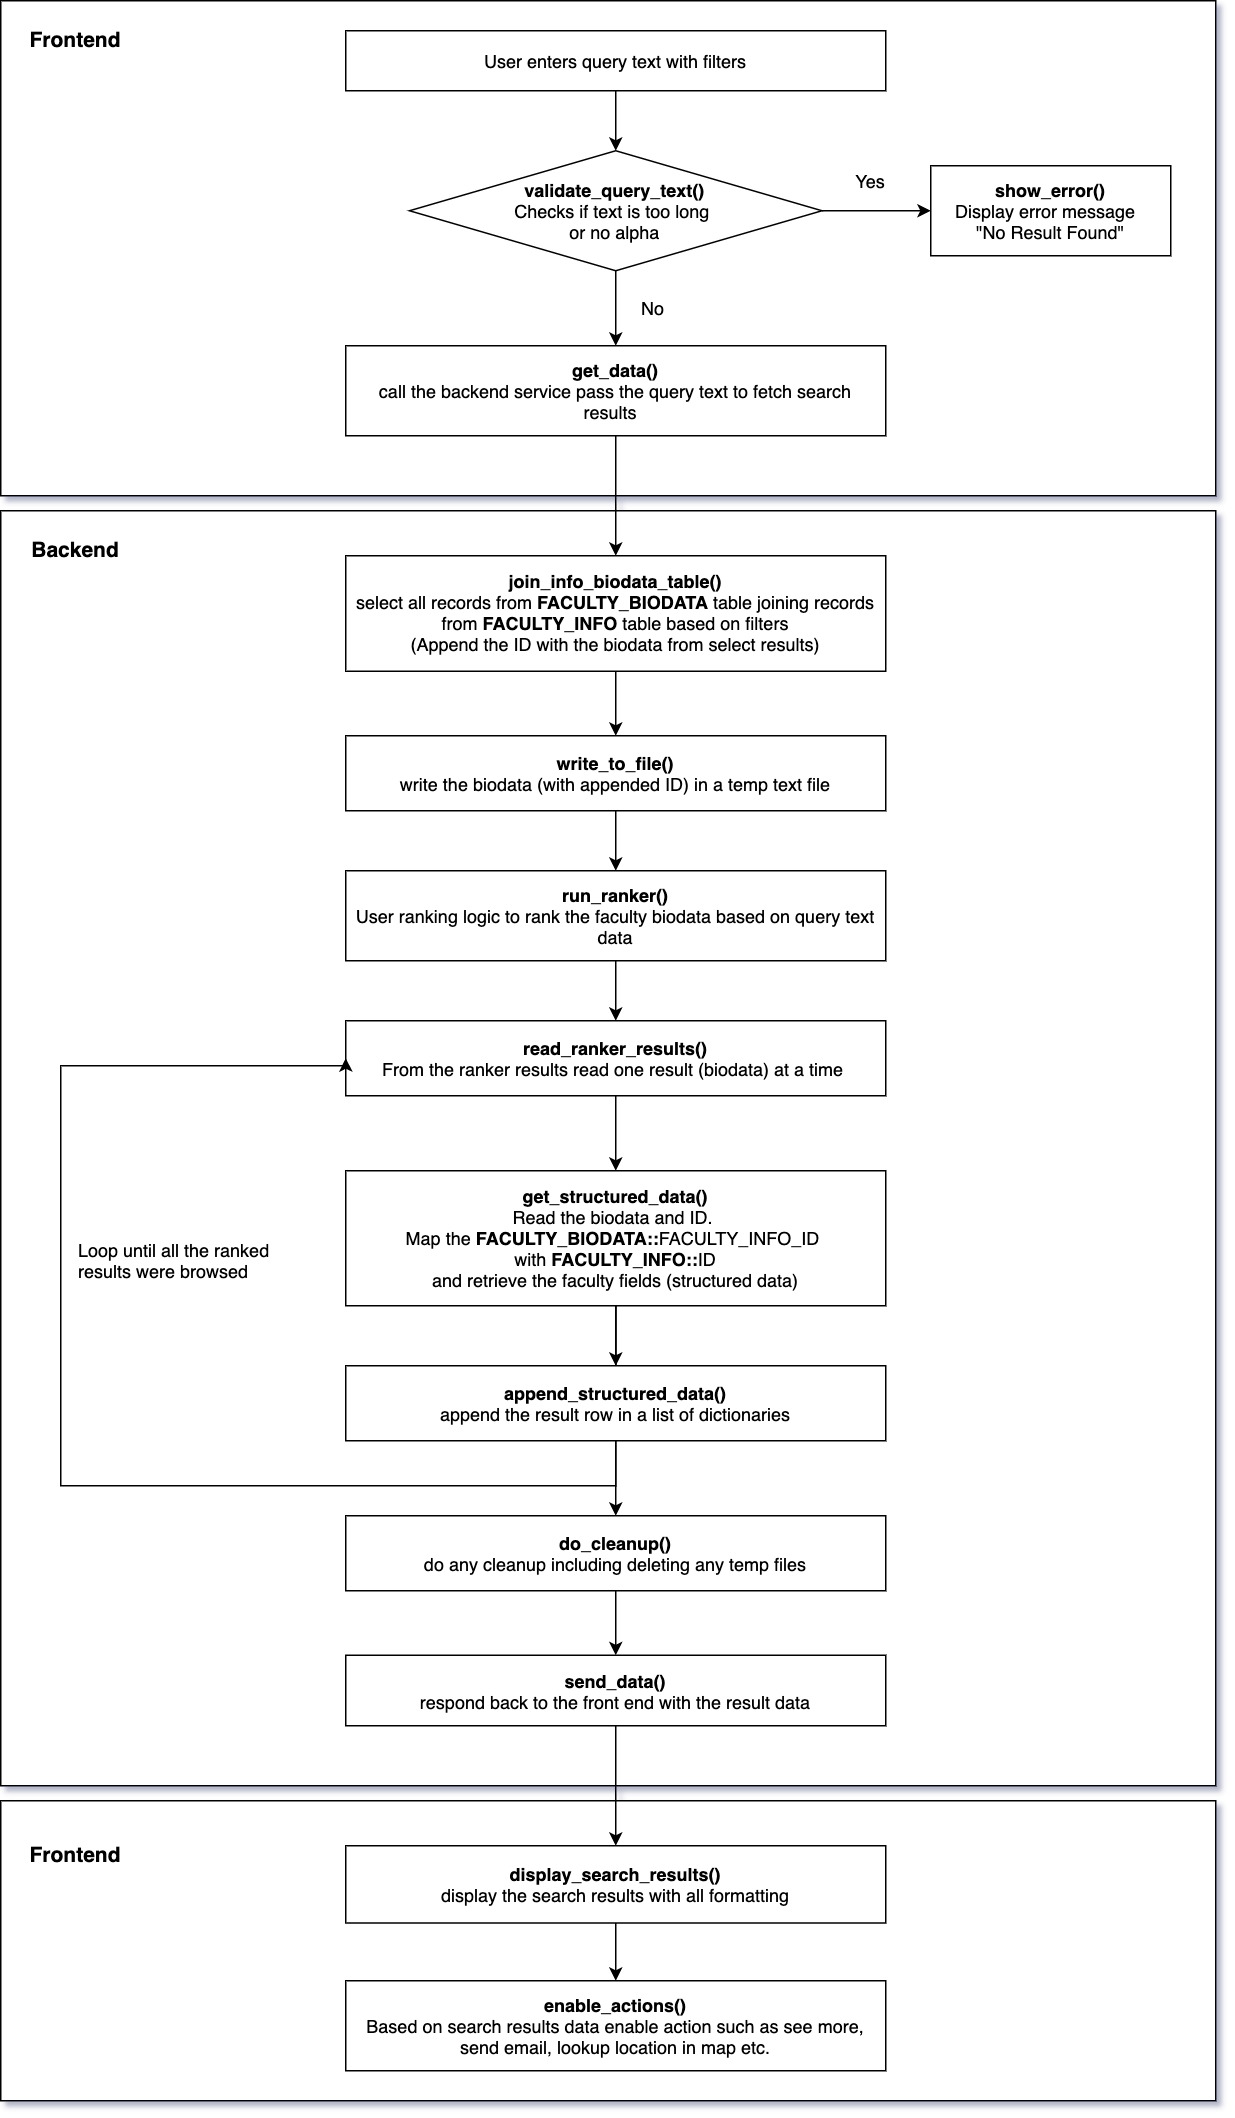 Frontend
User enters query text with filters
validate_query_text()
Checks if text is too long
or no alpha
Yes
show_error()
Display error message
"No Result Found"
No
get_data()
call the backend service pass the query text to fetch search
results
Backend
join_info_biodata_table()
select all records from FACULTY_BIODATA table joining records
from FACULTY_INFO table based on filters
(Append the ID with the biodata from select results)
write_to_file()
write the biodata (with appended ID) in a temp text file
run_ranker()
User ranking logic to rank the faculty biodata based on query text
data
read_ranker_results()
From the ranker results read one result (biodata) at a time
get_structured_data()
Read the biodata and ID.
Map the FACULTY_BIODATA::FACULTY_INFO_ID
with FACULTY_INFO::ID
and retrieve the faculty fields (structured data)
Loop until all the ranked
results were browsed
append_structured_data()
append the result row in a list of dictionaries
do_cleanup()
do any cleanup including deleting any temp files
send_data()
respond back to the front end with the result data
Frontend
display_search_results()
display the search results with all formatting
enable_actions()
Based on search results data enable action such as see more,
send email, lookup location in map etc.